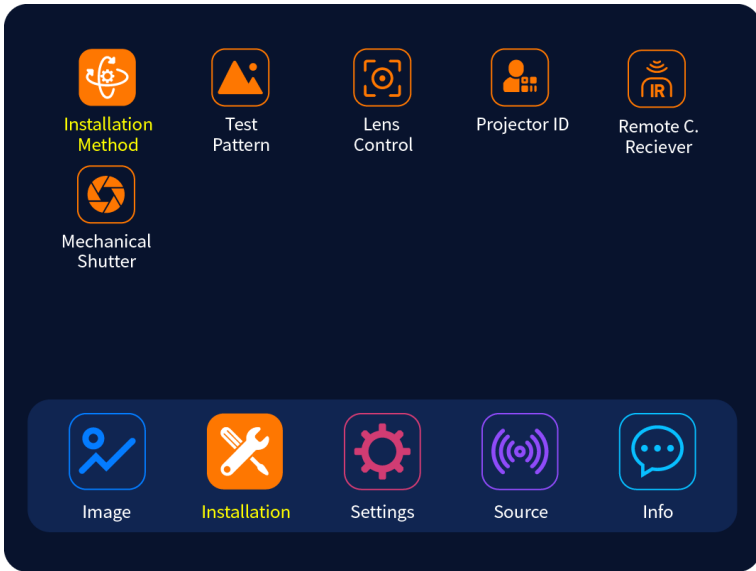 Installation
Method
Test
Pattern
Lens
Control
Projector ID
IR
Remote C.
Reciever
Mechanical
Shutter
Image
Installation
Settings
Source
Info